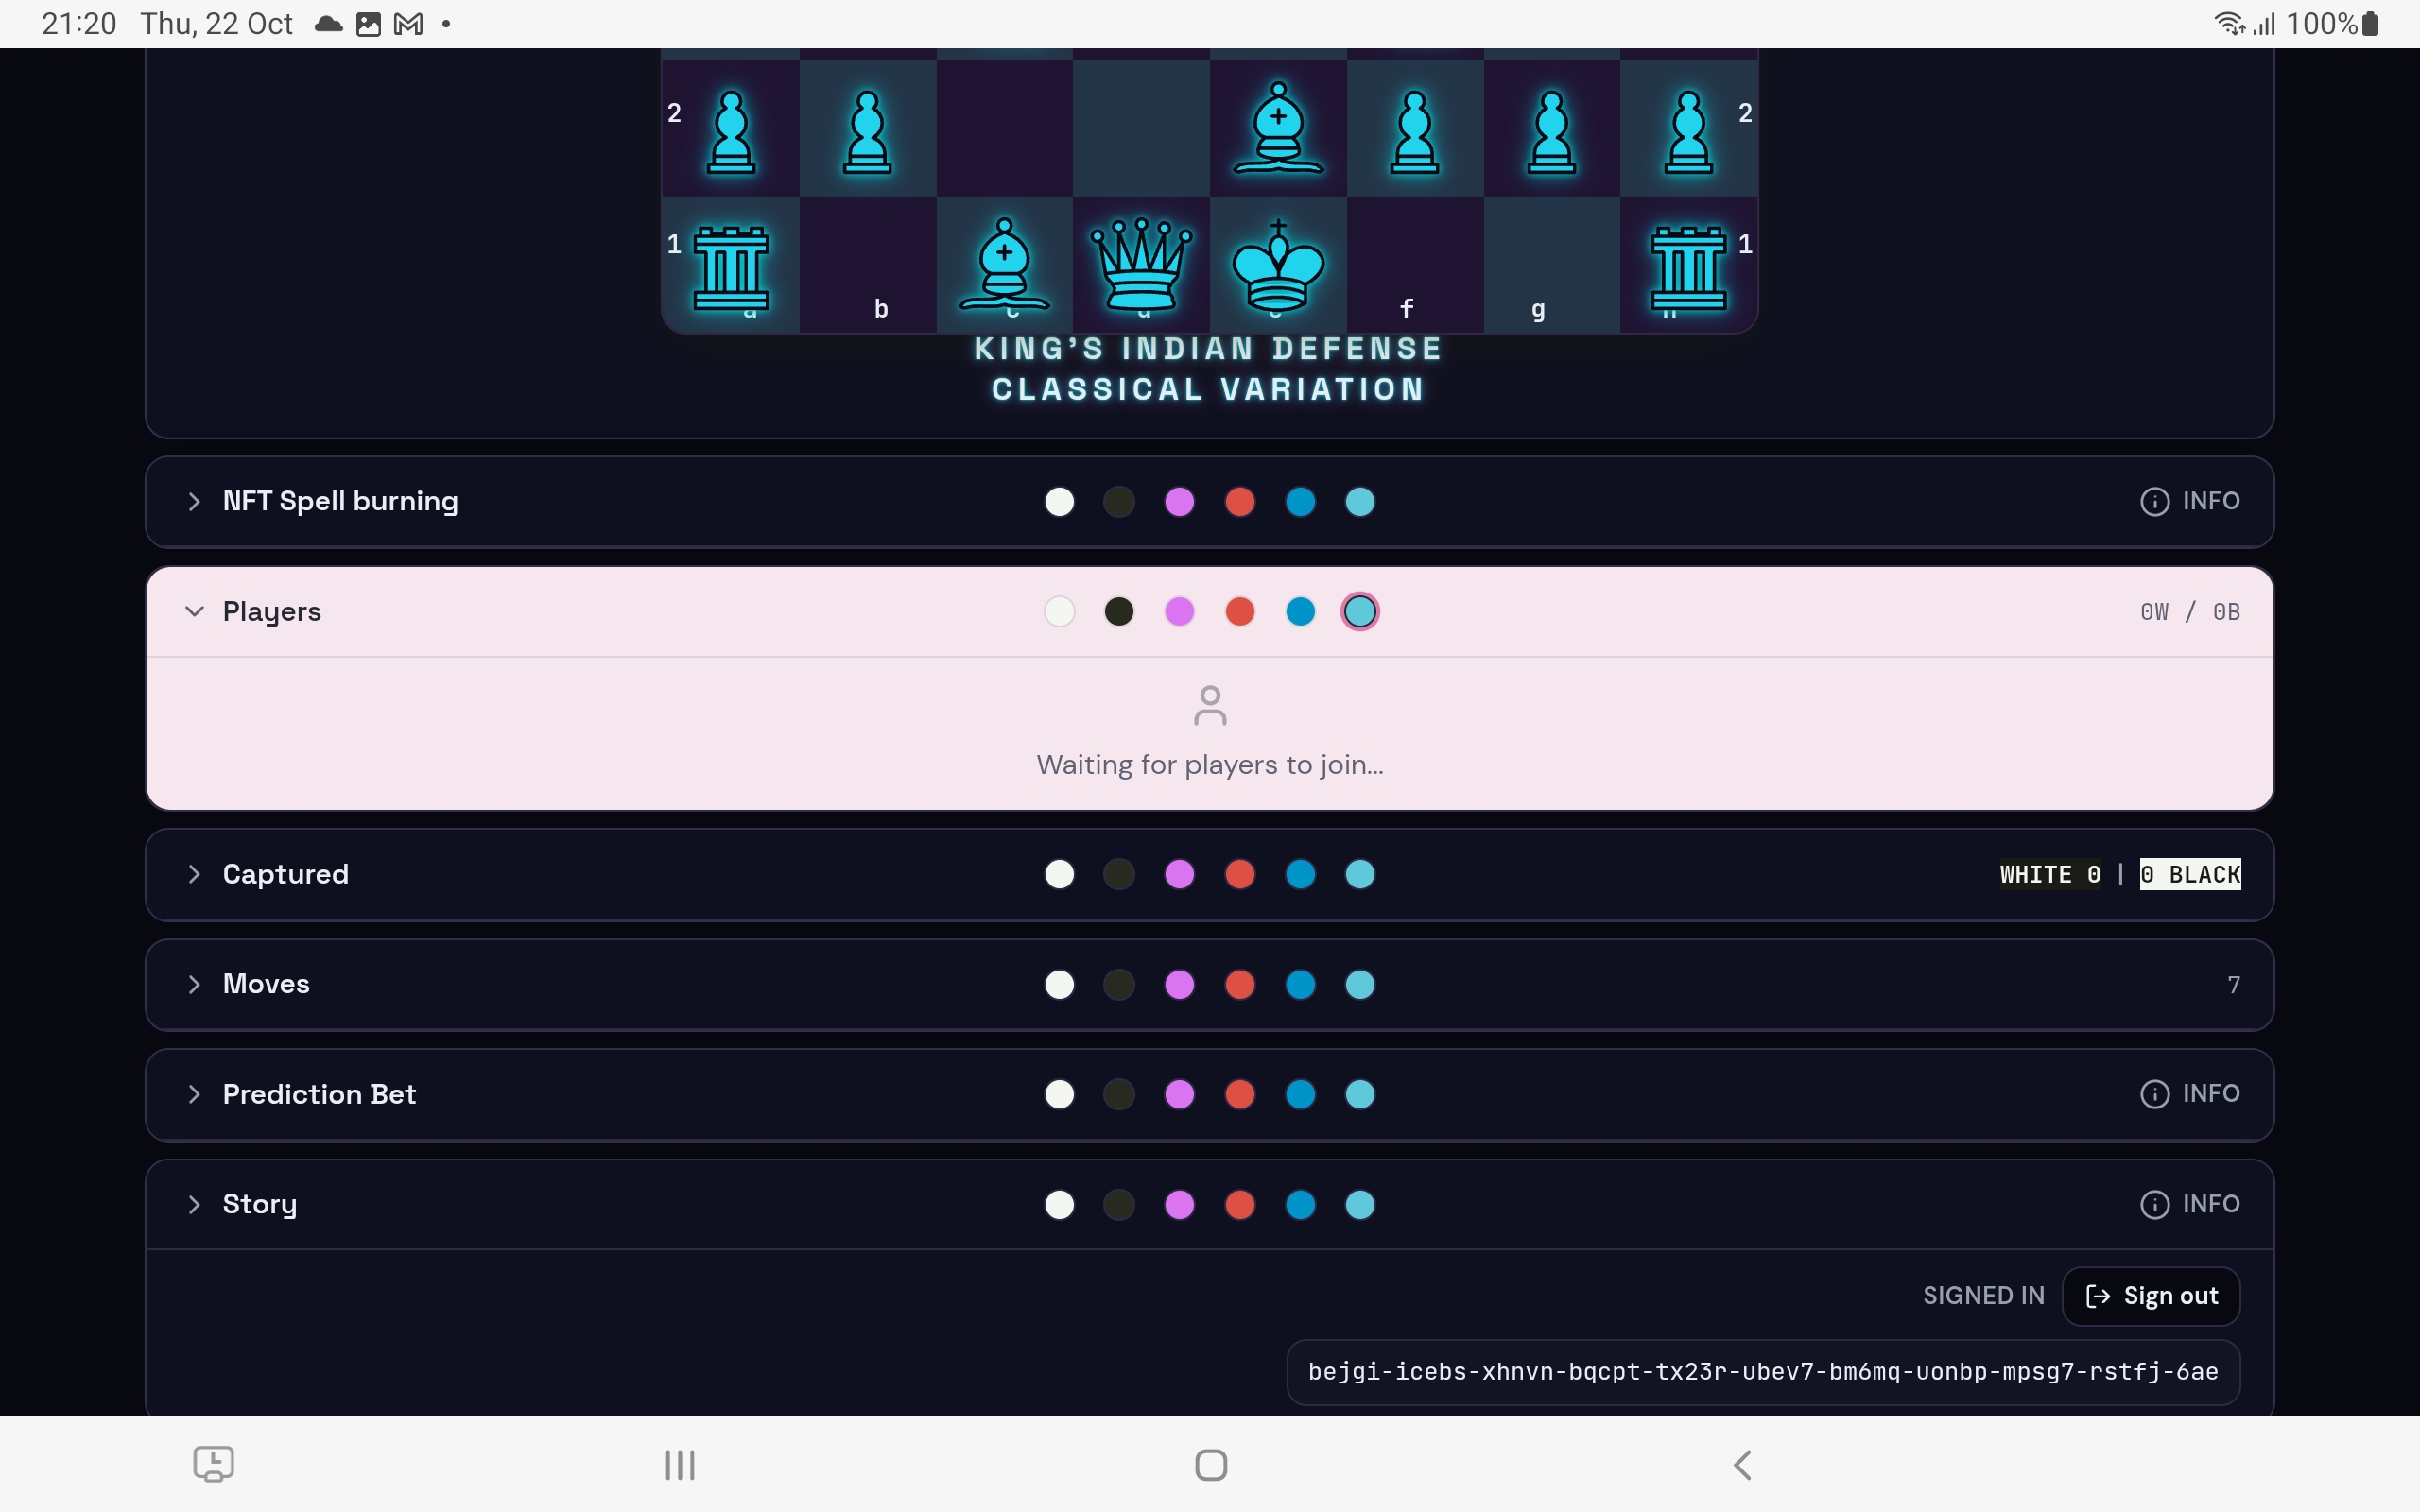 21:20 Thu, 22 Oct 100%
2 2
1 1
a b c d e f g h
KING'S INDIAN DEFENSE
CLASSICAL VARIATION
NFT Spell burning INFO
Players 0W / 0B
Waiting for players to join...
Captured WHITE 0 | 0 BLACK
Moves 7
Prediction Bet INFO
Story INFO
SIGNED IN Sign out
bejgi-icebs-xhnvn-bqcpt-tx23r-ubev7-bm6mq-uonbp-mpsg7-rstfj-6ae